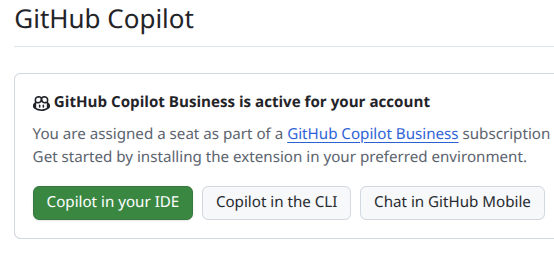 GitHub Copilot
GitHub Copilot Business is active for your account
You are assigned a seat as part of a GitHub Copilot Business subscription
Get started by installing the extension in your preferred environment.
Copilot in your IDE
Copilot in the CLI
Chat in GitHub Mobile